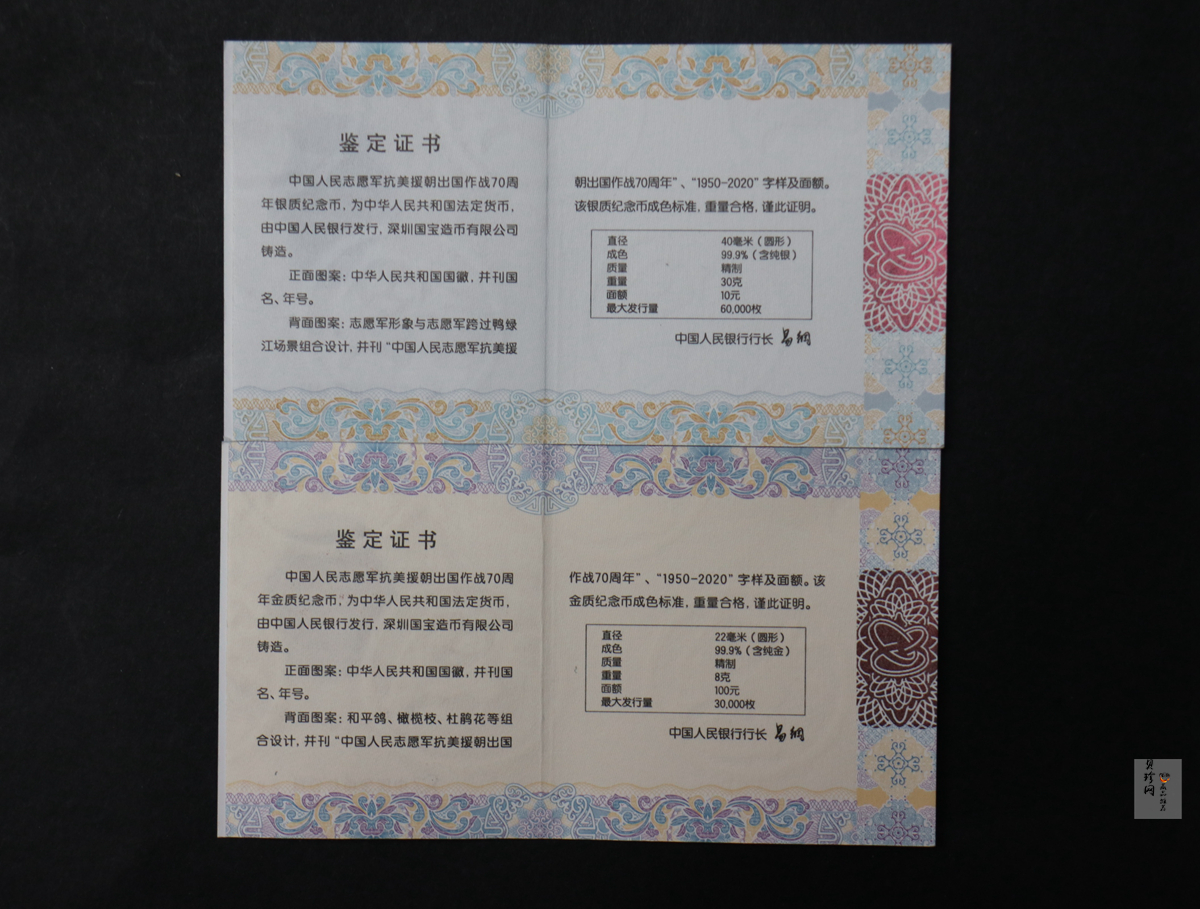 鉴定证书
中国人民志愿军抗美援朝出国作战70周
年银质纪念币，为中华人民共和国法定货币，
由中国人民银行发行，深圳国宝造币有限公司
铸造。
正面图案：中华人民共和国国徽，并刊国
名、年号。
背面图案：志愿军形象与志愿军跨过鸭绿
江场景组合设计，并刊“中国人民志愿军抗美援
朝出国作战70周年”、“1950-2020”字样及面额。
该银质纪念币成色标准，重量合格，谨此证明。
直径 40毫米（圆形）
成色 99.9%（含纯银）
质量 精制
重量 30克
面额 10元
最大发行量 60,000枚
中国人民银行行长 易纲
鉴定证书
中国人民志愿军抗美援朝出国作战70周
年金质纪念币，为中华人民共和国法定货币，
由中国人民银行发行，深圳国宝造币有限公司
铸造。
正面图案：中华人民共和国国徽，并刊国
名、年号。
背面图案：和平鸽、橄榄枝、杜鹃花等组
合设计，并刊“中国人民志愿军抗美援朝出国
作战70周年”、“1950-2020”字样及面额。该
金质纪念币成色标准，重量合格，谨此证明。
直径 22毫米（圆形）
成色 99.9%（含纯金）
质量 精制
重量 8克
面额 100元
最大发行量 30,000枚
中国人民银行行长 易纲